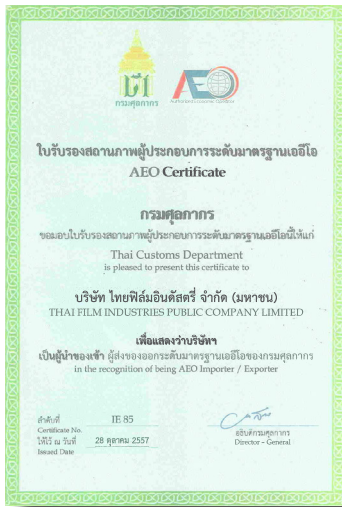 กรมศุลกากร
AEO
Authorized Economic Operator
ใบรับรองสถานภาพผู้ประกอบการระดับมาตรฐานเออีโอ
AEO Certificate
กรมศุลกากร
ขอมอบใบรับรองสถานภาพผู้ประกอบการระดับมาตรฐานเออีโอนี้ให้แก่
Thai Customs Department
is pleased to present this certificate to
บริษัท ไทยฟิล์มอินดัสตรี่ จำกัด (มหาชน)
THAI FILM INDUSTRIES PUBLIC COMPANY LIMITED
เพื่อแสดงว่าบริษัทฯ
เป็นผู้นำของเข้า ผู้ส่งของออกระดับมาตรฐานเออีโอของกรมศุลกากร
in the recognition of being AEO Importer / Exporter
ลำดับที่ IE 85
Certificate No.
ให้ไว้ ณ วันที่ 28 ตุลาคม 2557
Issued Date
อธิบดีกรมศุลกากร
Director – General